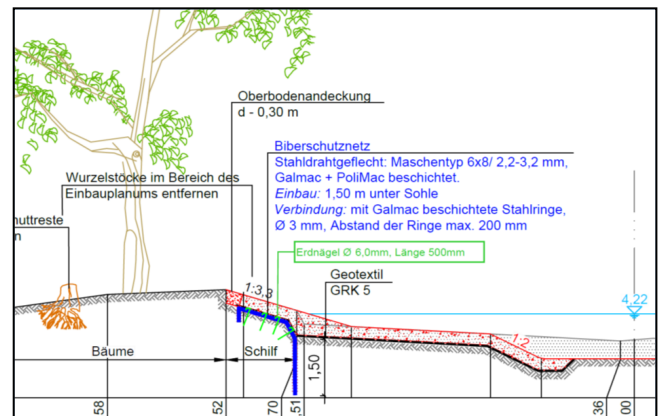 Oberbodenandeckung
d - 0,30 m
Biberschutznetz
Stahldrahtgeflecht: Maschentyp 6x8/ 2,2-3,2 mm,
Galmac + PoliMac beschichtet.
Einbau: 1,50 m unter Sohle
Verbindung: mit Galmac beschichtete Stahlringe,
Ø 3 mm, Abstand der Ringe max. 200 mm
Wurzelstöcke im Bereich des
Einbauplanums entfernen
huttreste
n
Erdnägel Ø 6,0mm, Länge 500mm
Geotextil
GRK 5
1:3,3
4,22
1:2
Bäume
Schilf
1,50
58
52
70
,51
36
00